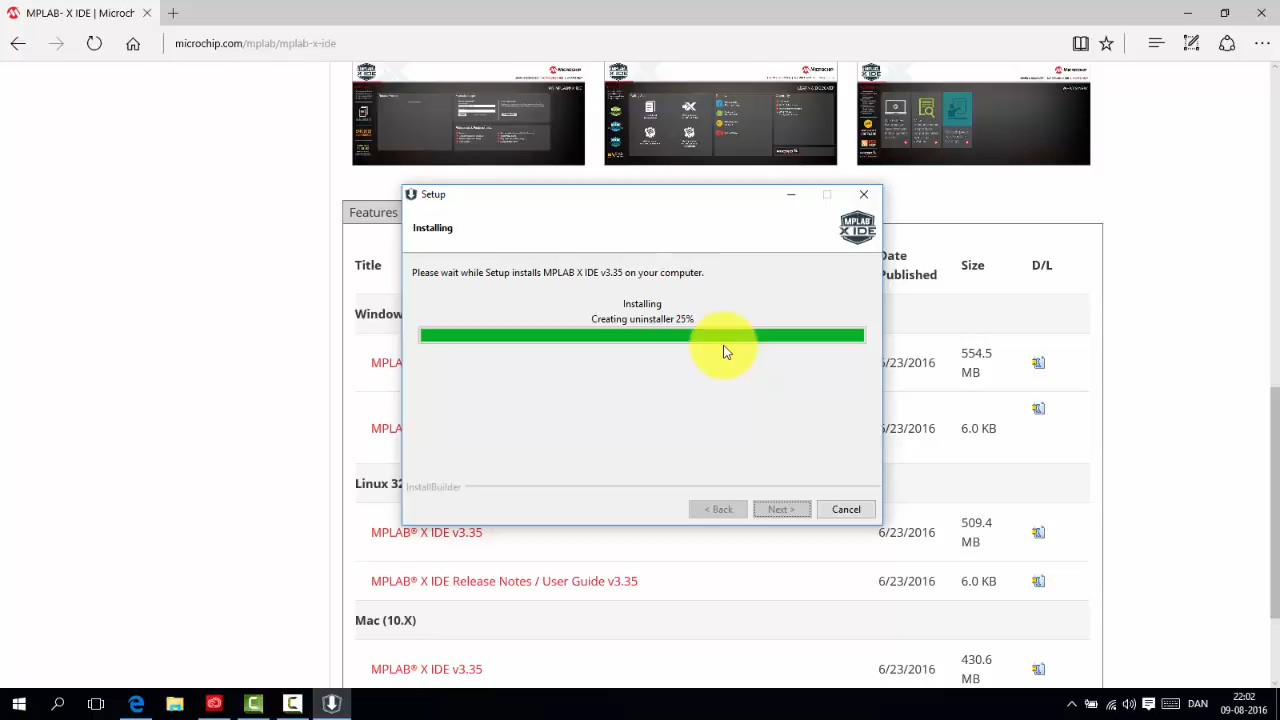 MPLAB- X IDE | Microch
microchip.com/mplab/mplab-x-ide
MICROCHIP
MICROCHIP
MICROCHIP
Setup
Installing
MPLAB
X IDE
Please wait while Setup installs MPLAB X IDE v3.35 on your computer.
Installing
Creating uninstaller 25%
InstallBuilder
< Back
Next >
Cancel
Features
Title
Date
Published
Size
D/L
Window
MPLA
6/23/2016
554.5
MB
MPLA
6/23/2016
6.0 KB
Linux 32
MPLAB® X IDE v3.35
6/23/2016
509.4
MB
MPLAB® X IDE Release Notes / User Guide v3.35
6/23/2016
6.0 KB
Mac (10.X)
MPLAB® X IDE v3.35
6/23/2016
430.6
MB
DAN
22:02
09-08-2016